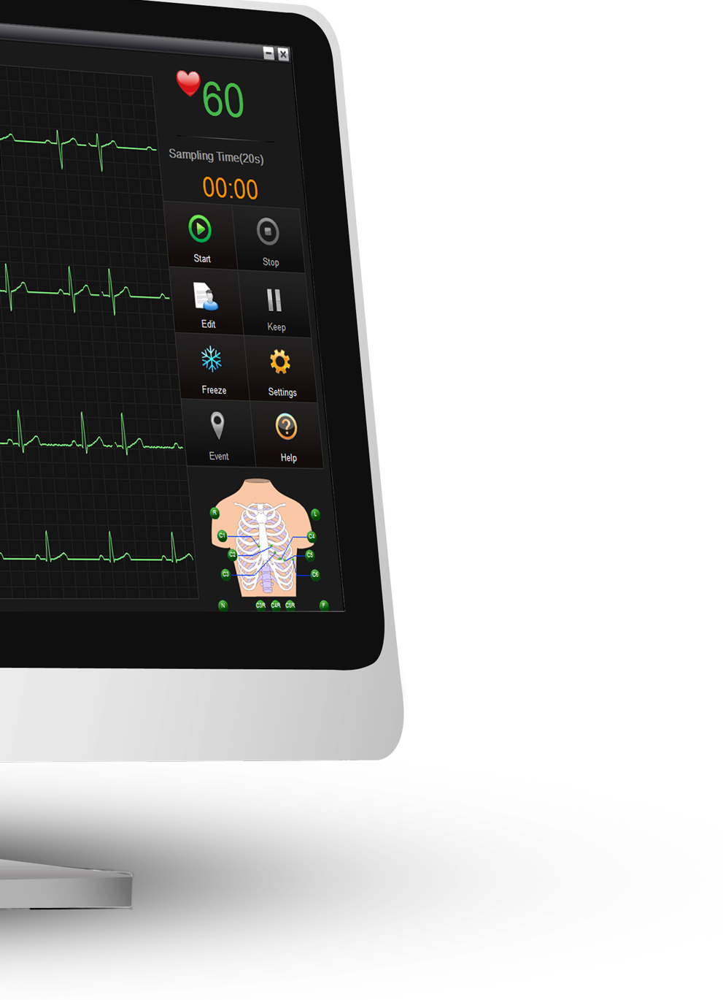 60
Sampling Time(20s)
00:00
Start Stop
Edit Keep
Freeze Settings
Event Help
R L
C1 C4
C2 C5
C3 C6
N C3R C4R C5R F